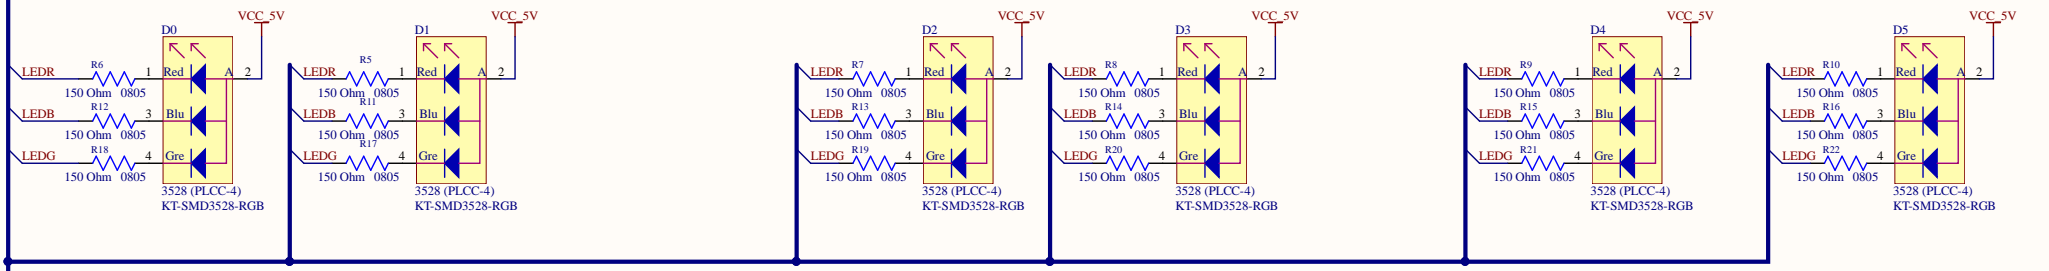 VCC_5V
D0
LEDR R6 1 Red A 2
150 Ohm 0805
LEDB R12 3 Blu
150 Ohm 0805
LEDG R18 4 Gre
150 Ohm 0805
3528 (PLCC-4)
KT-SMD3528-RGB
VCC_5V
D1
LEDR R5 1 Red A 2
150 Ohm 0805
LEDB R11 3 Blu
150 Ohm 0805
LEDG R17 4 Gre
150 Ohm 0805
3528 (PLCC-4)
KT-SMD3528-RGB
VCC_5V
D2
LEDR R7 1 Red A 2
150 Ohm 0805
LEDB R13 3 Blu
150 Ohm 0805
LEDG R19 4 Gre
150 Ohm 0805
3528 (PLCC-4)
KT-SMD3528-RGB
VCC_5V
D3
LEDR R8 1 Red A 2
150 Ohm 0805
LEDB R14 3 Blu
150 Ohm 0805
LEDG R20 4 Gre
150 Ohm 0805
3528 (PLCC-4)
KT-SMD3528-RGB
VCC_5V
D4
LEDR R9 1 Red A 2
150 Ohm 0805
LEDB R15 3 Blu
150 Ohm 0805
LEDG R21 4 Gre
150 Ohm 0805
3528 (PLCC-4)
KT-SMD3528-RGB
VCC_5V
D5
LEDR R10 1 Red A 2
150 Ohm 0805
LEDB R16 3 Blu
150 Ohm 0805
LEDG R22 4 Gre
150 Ohm 0805
3528 (PLCC-4)
KT-SMD3528-RGB